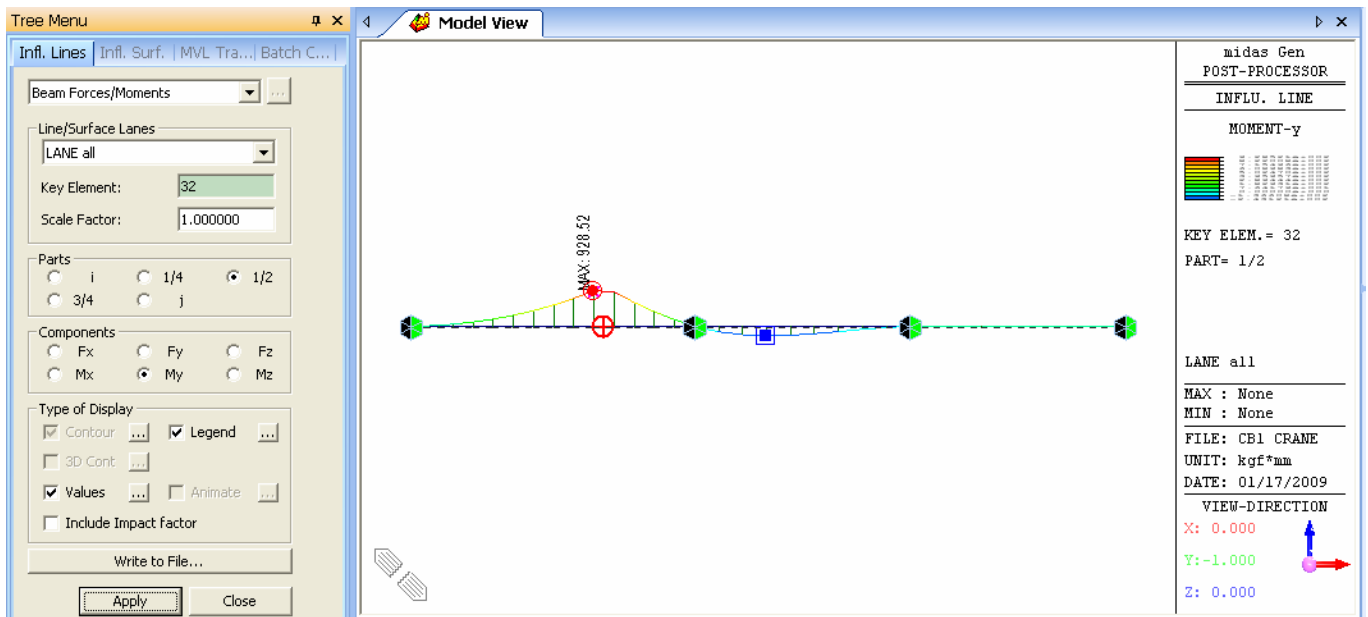 Tree Menu
Infl. Lines Infl. Surf. MVL Tra... Batch C...
Beam Forces/Moments ...
Line/Surface Lanes
LANE all
Key Element: 32
Scale Factor: 1.000000
Parts
i 1/4 1/2
3/4 j
Components
Fx Fy Fz
Mx My Mz
Type of Display
Contour ... Legend ...
3D Cont ...
Values ... Animate ...
Include Impact factor
Write to File...
Apply Close
Model View
MAX: 928.52
midas Gen
POST-PROCESSOR
INFLU. LINE
MOMENT-y
KEY ELEM.= 32
PART= 1/2
LANE all
MAX : None
MIN : None
FILE: CB1 CRANE
UNIT: kgf*mm
DATE: 01/17/2009
VIEW-DIRECTION
X: 0.000
Y:-1.000
Z: 0.000